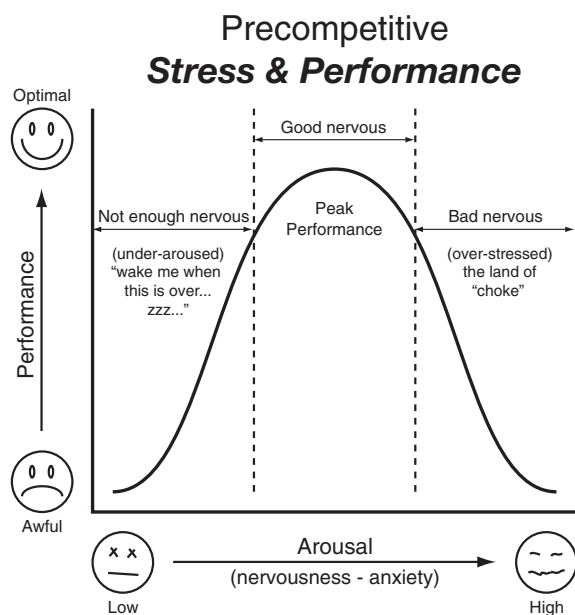 Precompetitive
Stress & Performance
Optimal
Good nervous
Not enough nervous
Peak
Performance
Bad nervous
(under-aroused)
“wake me when
this is over...
zzz...”
(over-stressed)
the land of
“choke”
Performance
Awful
Arousal
(nervousness - anxiety)
Low
High